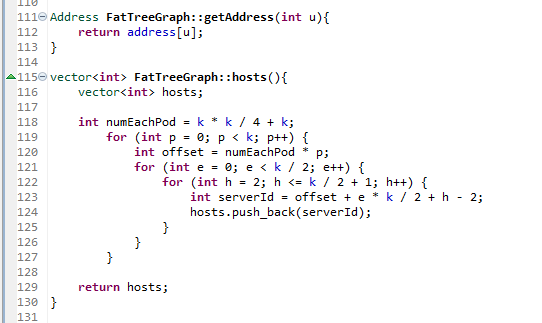 110
111 Address FatTreeGraph::getAddress(int u){
112     return address[u];
113 }
114
115 vector<int> FatTreeGraph::hosts(){
116     vector<int> hosts;
117
118     int numEachPod = k * k / 4 + k;
119         for (int p = 0; p < k; p++) {
120             int offset = numEachPod * p;
121             for (int e = 0; e < k / 2; e++) {
122                 for (int h = 2; h <= k / 2 + 1; h++) {
123                     int serverId = offset + e * k / 2 + h - 2;
124                     hosts.push_back(serverId);
125                 }
126             }
127         }
128
129     return hosts;
130 }
131